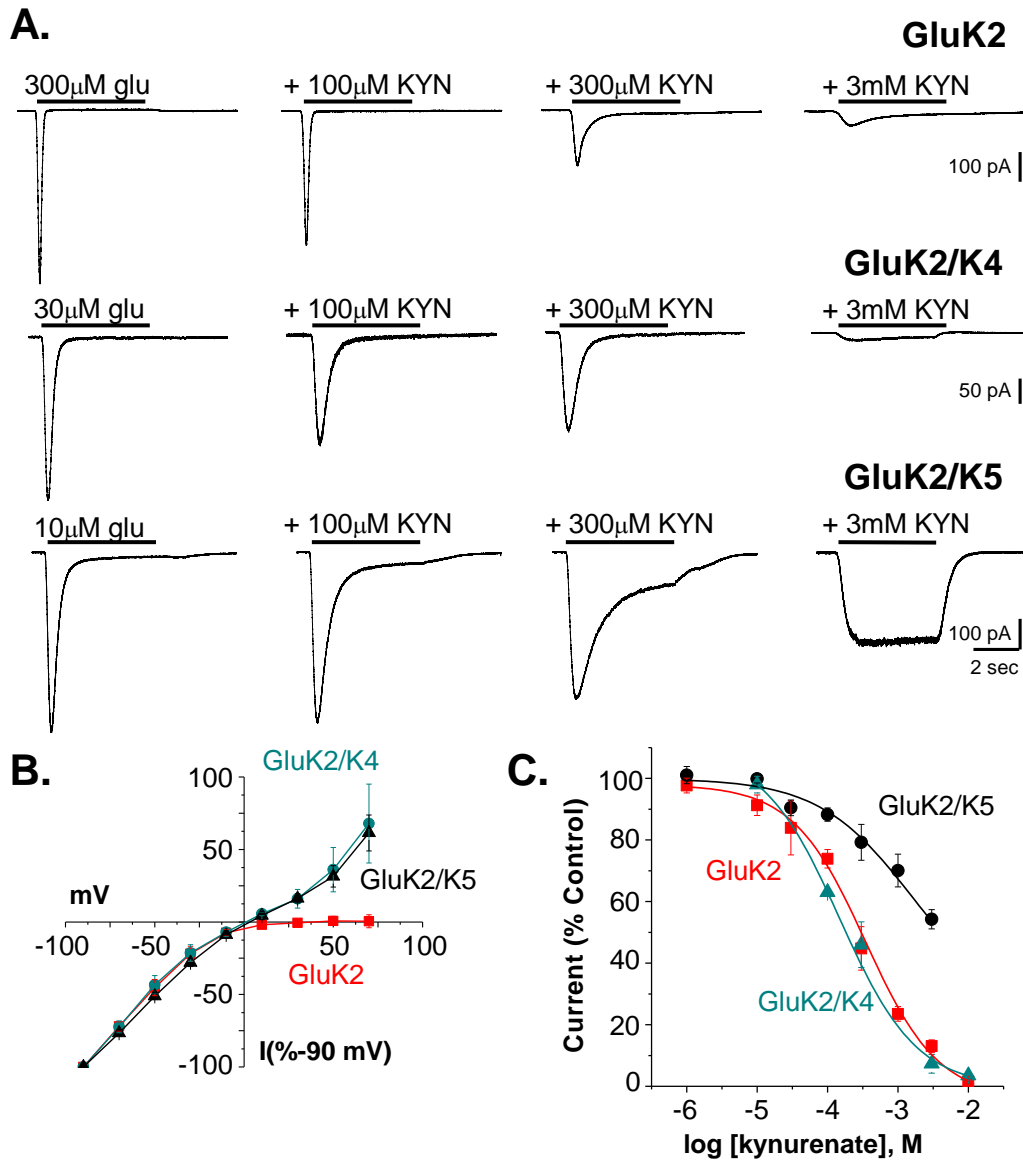 A.
GluK2
300μM glu
+ 100μM KYN
+ 300μM KYN
+ 3mM KYN
100 pA
GluK2/K4
30μM glu
+ 100μM KYN
+ 300μM KYN
+ 3mM KYN
50 pA
GluK2/K5
10μM glu
+ 100μM KYN
+ 300μM KYN
+ 3mM KYN
100 pA
2 sec
B.
100
GluK2/K4
50
GluK2/K5
mV
-100
-50
50
100
GluK2
-50
-100
I(%-90 mV)
C.
100
80
60
40
20
0
Current (% Control)
GluK2/K5
GluK2
GluK2/K4
-6
-5
-4
-3
-2
log [kynurenate], M